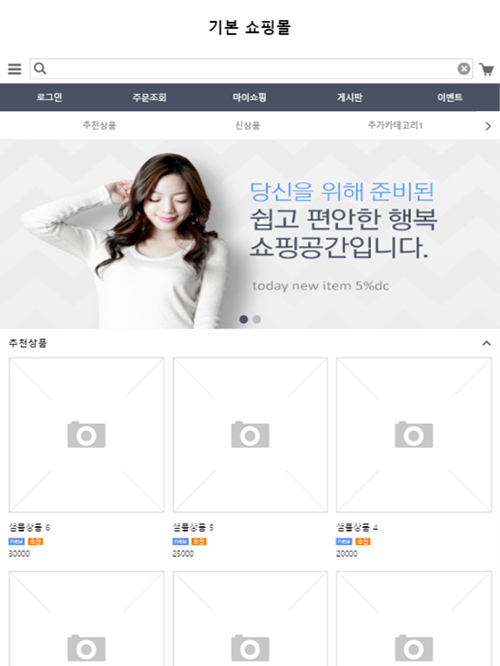 기본 쇼핑몰
로그인 주문조회 마이쇼핑 게시판 이벤트
추천상품 신상품 추가카테고리1
당신을 위해 준비된
쉽고 편안한 행복
쇼핑공간입니다.
today new item 5%dc
추천상품
샘플상품 6 샘플상품 5 샘플상품 4
new 추천 new 추천 new 추천
30000 25000 20000